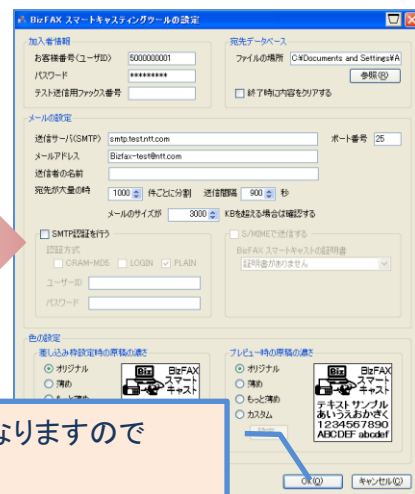 BizFAX スマートキャスティングツールの設定
加入者情報
お客様番号(ユーザID) 5000000001
パスワード *********
テスト送信用ファックス番号
宛先データベース
ファイルの場所 C:¥Documents and Settings¥A
参照(R)
終了時に内容をクリアする
メールの設定
送信サーバ(SMTP) smtp.test.ntt.com ポート番号 25
メールアドレス Bizfax-test@ntt.com
送信者の名前
宛先が大量の時 1000 件ごとに分割 送信間隔 900 秒
メールのサイズが 3000 KBを超える場合は確認する
SMTP認証を行う
認証方式
CRAM-MD5 LOGIN PLAIN
ユーザーID
パスワード
S/MIMEで送信する
BizFAX スマートキャストの証明書
証明書がありません
色の設定
差し込み枠設定時の原稿の濃さ
オリジナル
薄め
Biz BizFAX
スマート
キャスト
プレビュー時の原稿の濃さ
オリジナル
薄め
もっと薄め
カスタム
Biz BizFAX
スマート
キャスト
テキスト サンプル
あいうえおかきく
1234567890
ABCDEF abcdef
なりますので
OK(O) キャンセル(C)